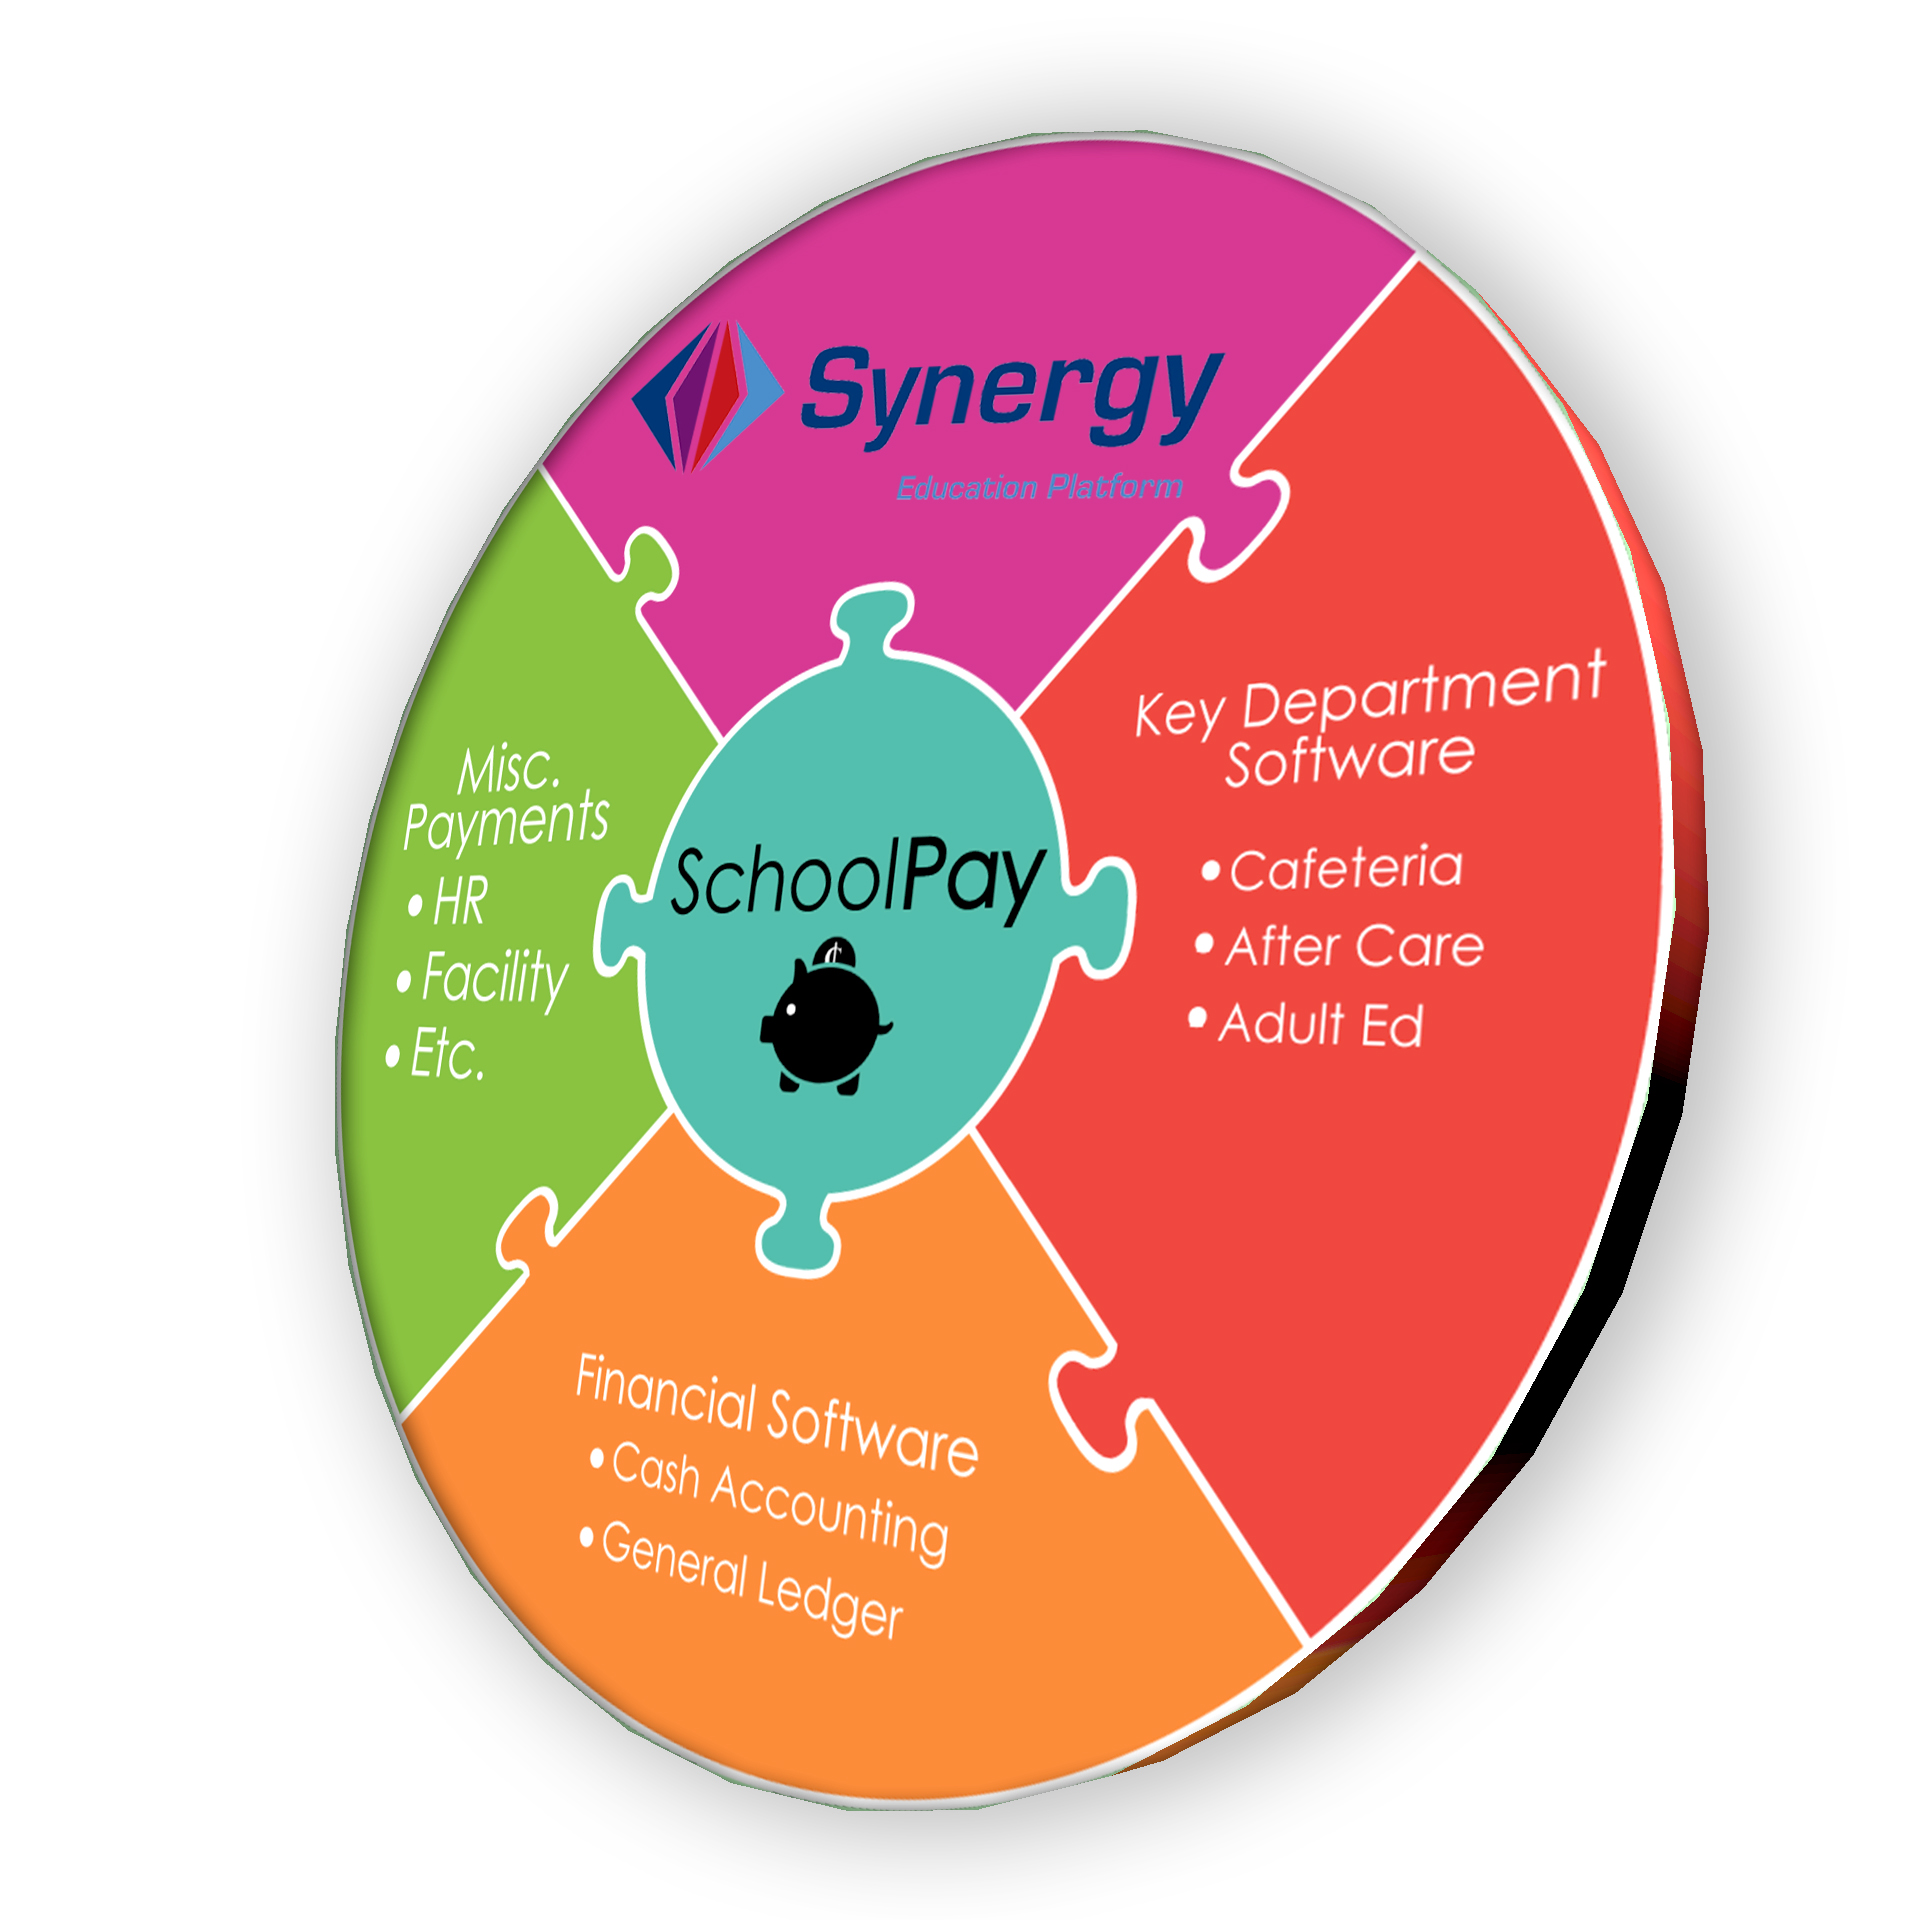 Synergy
Education Platform
Key Department
Software
• Cafeteria
• After Care
• Adult Ed
Misc.
Payments
• HR
• Facility
• Etc.
SchoolPay
¢
Financial Software
• Cash Accounting
• General Ledger